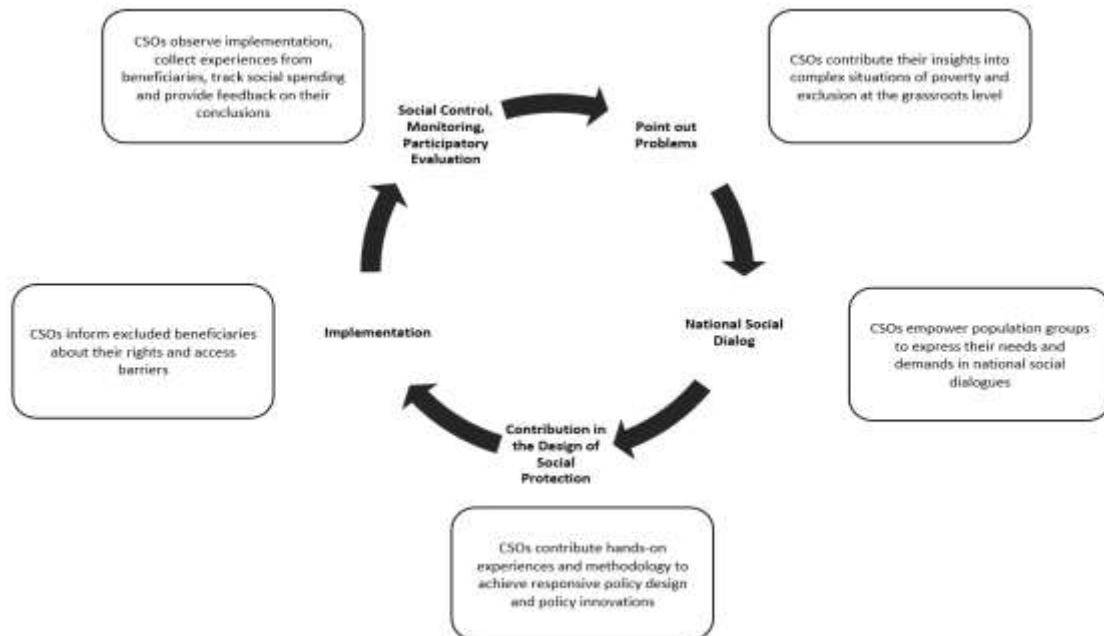 CSOs observe implementation,
collect experiences from
beneficiaries, track social spending
and provide feedback on their
conclusions
CSOs contribute their insights into
complex situations of poverty and
exclusion at the grassroots level
Social Control,
Monitoring,
Participatory
Evaluation
Point out
Problems
CSOs inform excluded beneficiaries
about their rights and access
barriers
Implementation
National Social
Dialog
CSOs empower population groups
to express their needs and
demands in national social
dialogues
Contribution in
the Design of
Social
Protection
CSOs contribute hands-on
experiences and methodology to
achieve responsive policy design
and policy innovations